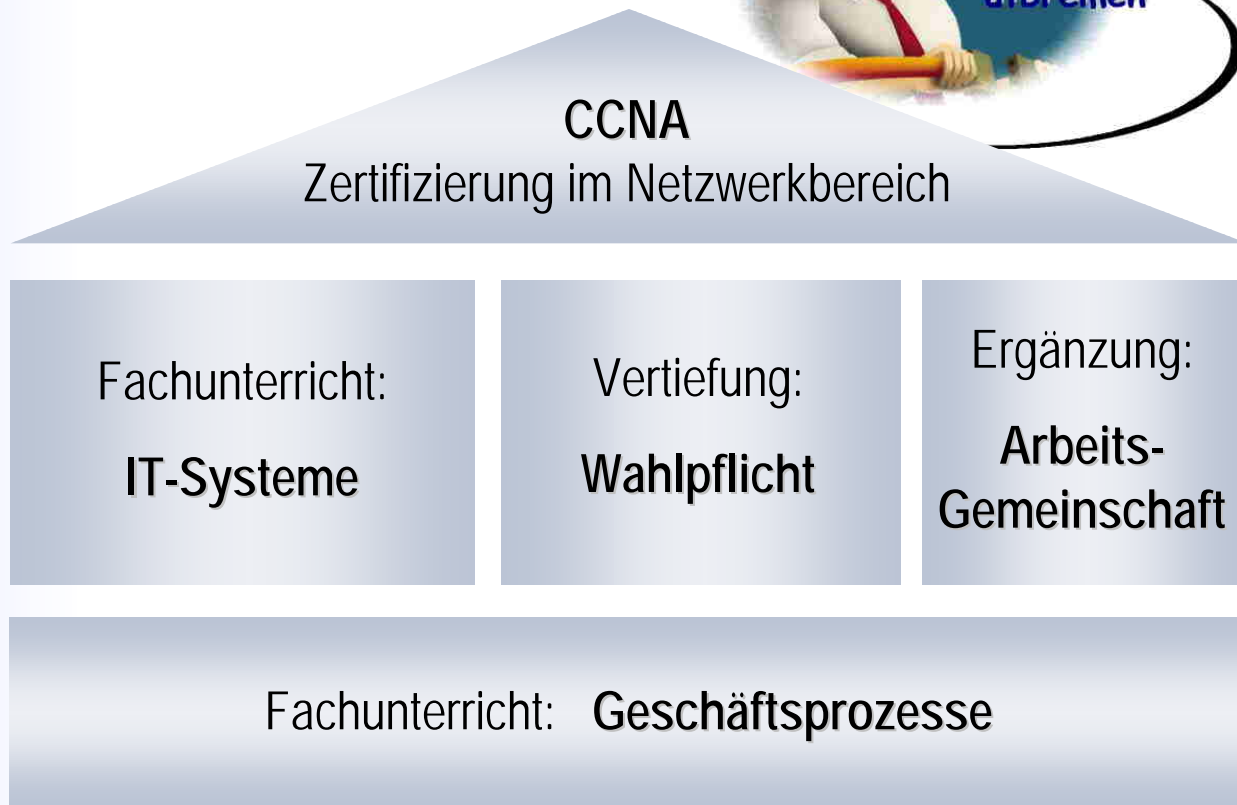 CCNA
Zertifizierung im Netzwerkbereich
Fachunterricht:
IT-Systeme
Vertiefung:
Wahlpflicht
Ergänzung:
Arbeits-
Gemeinschaft
Fachunterricht: Geschäftsprozesse